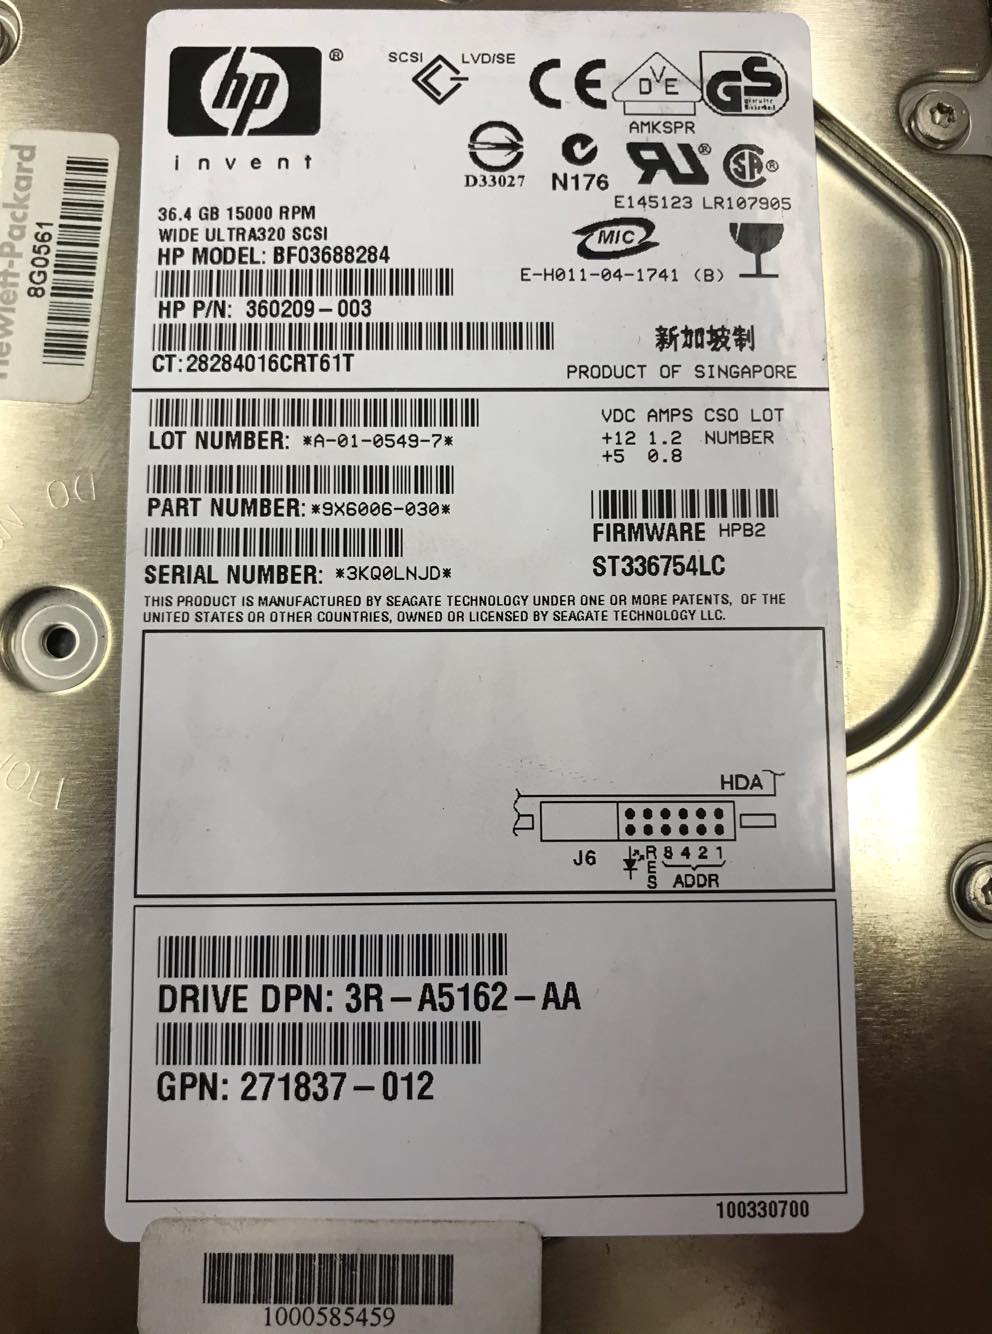 hp ®
invent
SCSI LVD/SE
CE
DVE
GS
AMKSPR
D33027
N176
E145123 LR107905
36.4 GB 15000 RPM
WIDE ULTRA320 SCSI
HP MODEL: BF03688284
MIC
E-H011-04-1741 (B)
HP P/N: 360209-003
CT:28284016CRT61T
新加坡制
PRODUCT OF SINGAPORE
Hewlett-Packard
8G0561
LOT NUMBER: *A-01-0549-7*
VDC AMPS CSO LOT
+12 1.2 NUMBER
+5 0.8
PART NUMBER: *9X6006-030*
FIRMWARE HPB2
SERIAL NUMBER: *3KQ0LNJD*
ST336754LC
THIS PRODUCT IS MANUFACTURED BY SEAGATE TECHNOLOGY UNDER ONE OR MORE PATENTS, OF THE
UNITED STATES OR OTHER COUNTRIES, OWNED OR LICENSED BY SEAGATE TECHNOLOGY LLC.
HDA
J6
RES 8 4 2 1
ADDR
DRIVE DPN: 3R-A5162-AA
GPN: 271837-012
100330700
1000585459